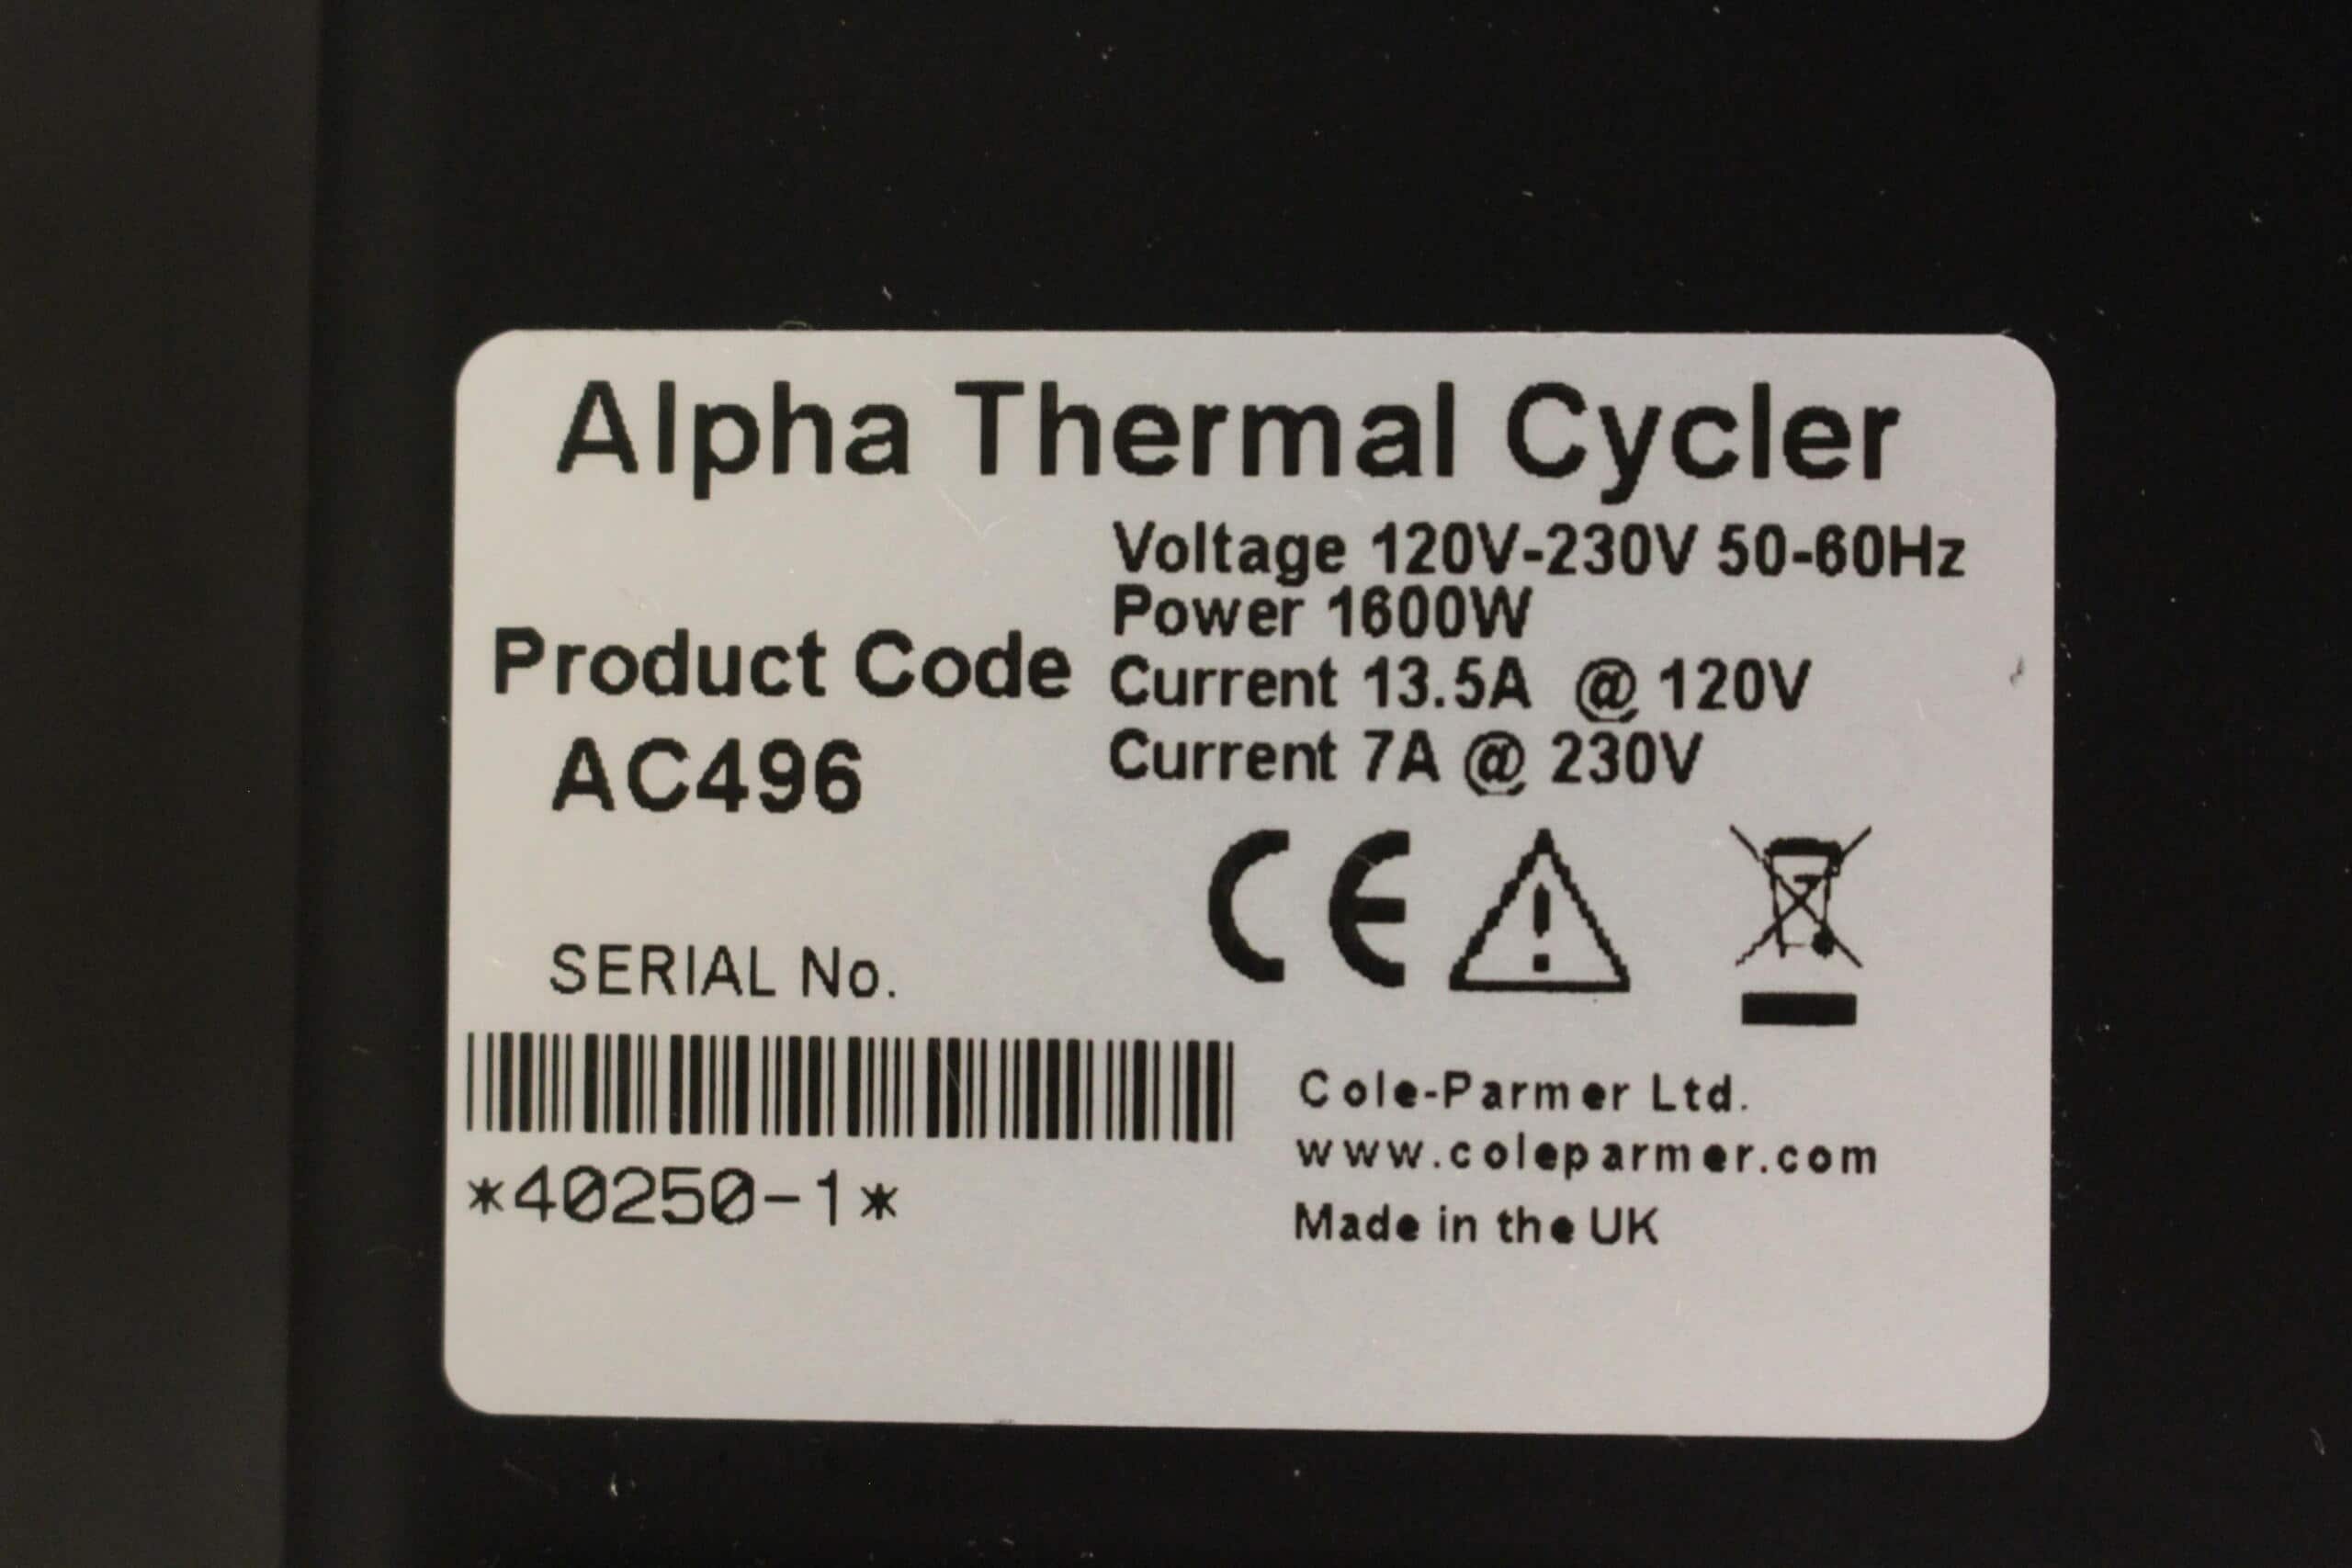 Alpha Thermal Cycler
Voltage 120V-230V 50-60Hz
Power 1600W
Product Code
Current 13.5A @ 120V
AC496
Current 7A @ 230V
CE
SERIAL No.
*40250-1*
Cole-Parmer Ltd.
www.coleparmer.com
Made in the UK